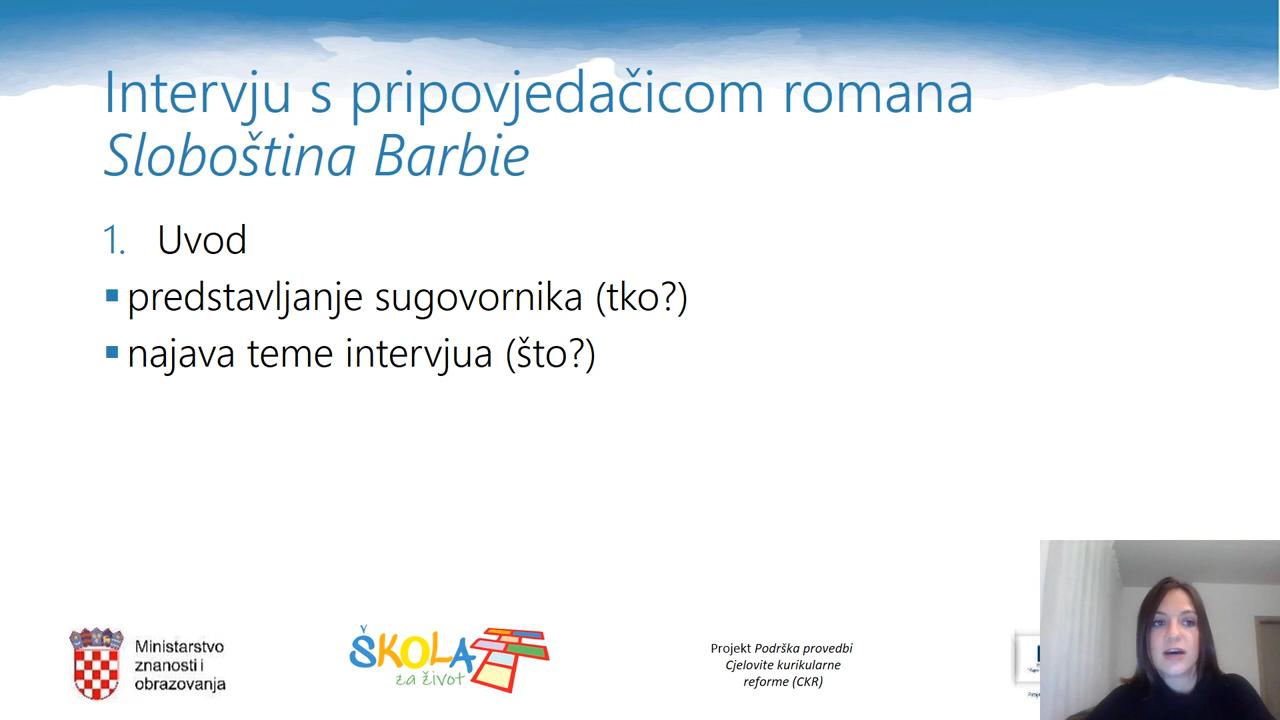 Intervju s pripovjedačicom romana
Sloboština Barbie
1. Uvod
predstavljanje sugovornika (tko?)
najava teme intervjua (što?)
Ministarstvo
znanosti i
obrazovanja
ŠKOLA
za život
Projekt Podrška provedbi
Cjelovite kurikularne
reforme (CKR)